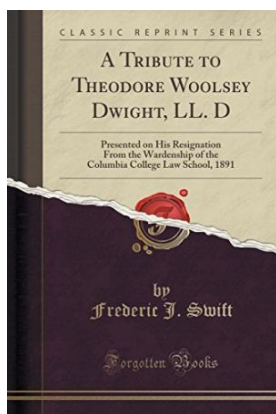 CLASSIC REPRINT SERIES
A TRIBUTE TO
THEODORE WOOLSEY
DWIGHT, LL. D
Presented on His Resignation
From the Wardenship of the
Columbia College Law School, 1891
by
Frederic J. Swift
Forgotten Books